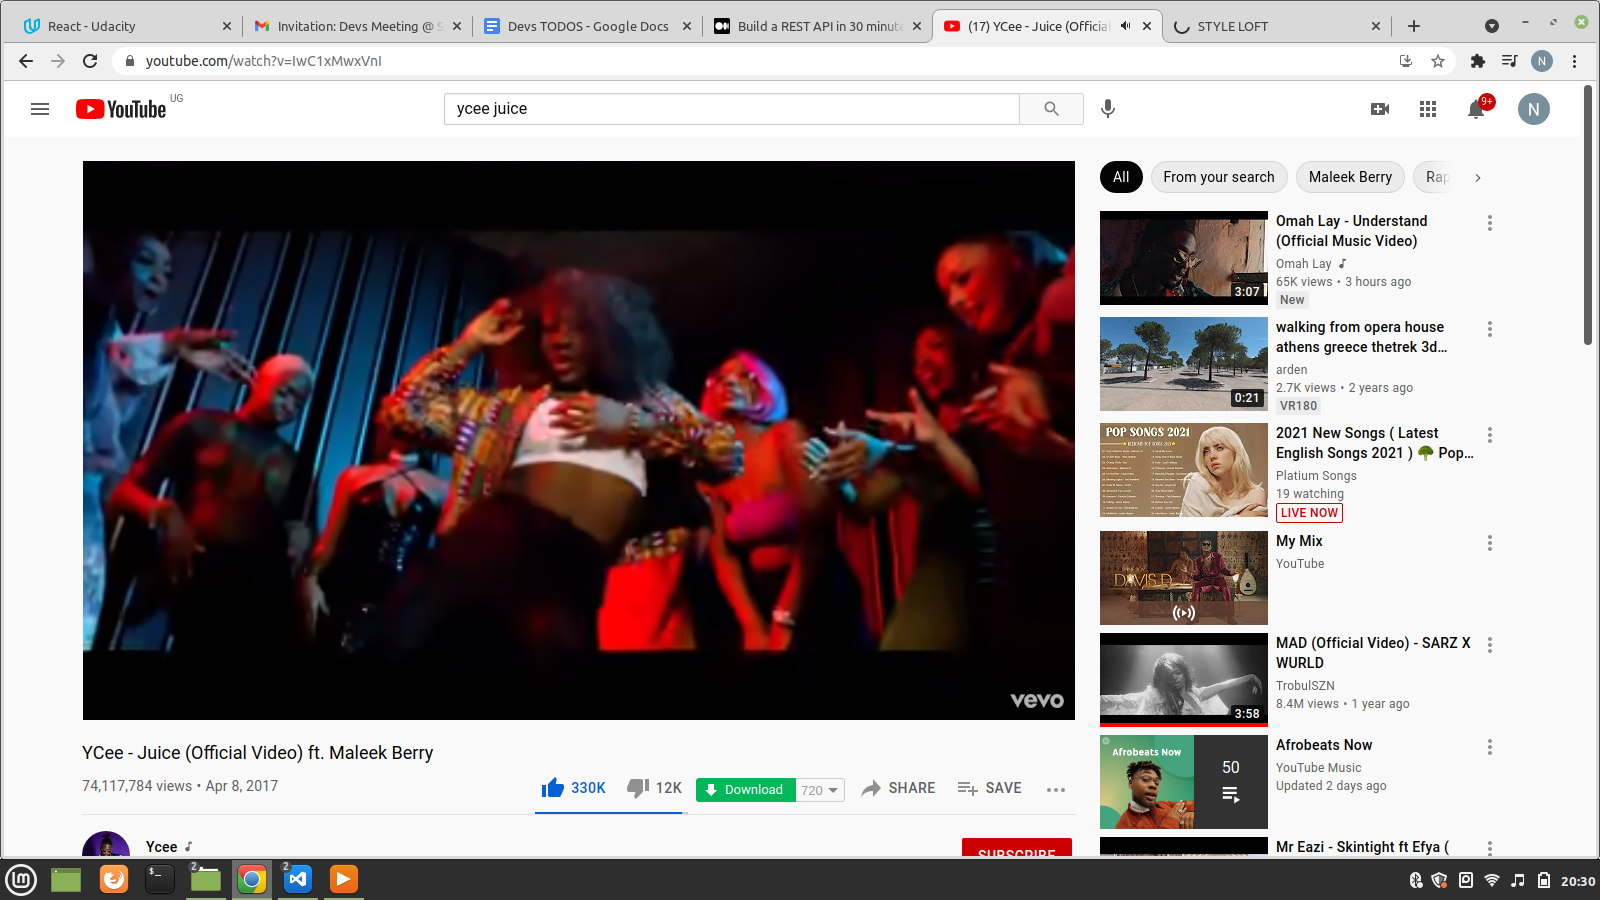 React - Udacity
Invitation: Devs Meeting @ S
Devs TODOS - Google Docs
Build a REST API in 30 minute
(17) YCee - Juice (Official
STYLE LOFT
youtube.com/watch?v=IwC1xMwxVnI
N
YouTube UG
ycee juice
9+
N
All
From your search
Maleek Berry
Rap
vevo
YCee - Juice (Official Video) ft. Maleek Berry
74,117,784 views • Apr 8, 2017
330K
12K
Download
720
SHARE
SAVE
Ycee
SUBSCRIBE
3:07
Omah Lay - Understand
(Official Music Video)
Omah Lay
65K views • 3 hours ago
New
0:21
walking from opera house
athens greece thetrek 3d...
arden
2.7K views • 2 years ago
VR180
POP SONGS 2021
2021 New Songs ( Latest
English Songs 2021 ) 🥦 Pop...
Platium Songs
19 watching
LIVE NOW
DAVIS D
My Mix
YouTube
3:58
MAD (Official Video) - SARZ X
WURLD
TrobulSZN
8.4M views • 1 year ago
Afrobeats Now
50
Afrobeats Now
YouTube Music
Updated 2 days ago
Mr Eazi - Skintight ft Efya (
2
2
20:30